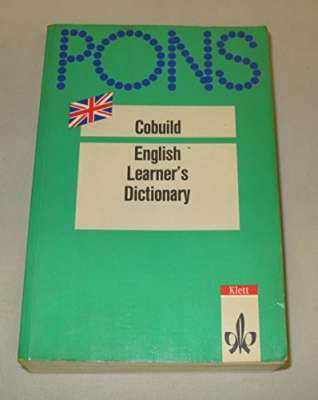 PONS
Cobuild
English
Learner's
Dictionary
Klett